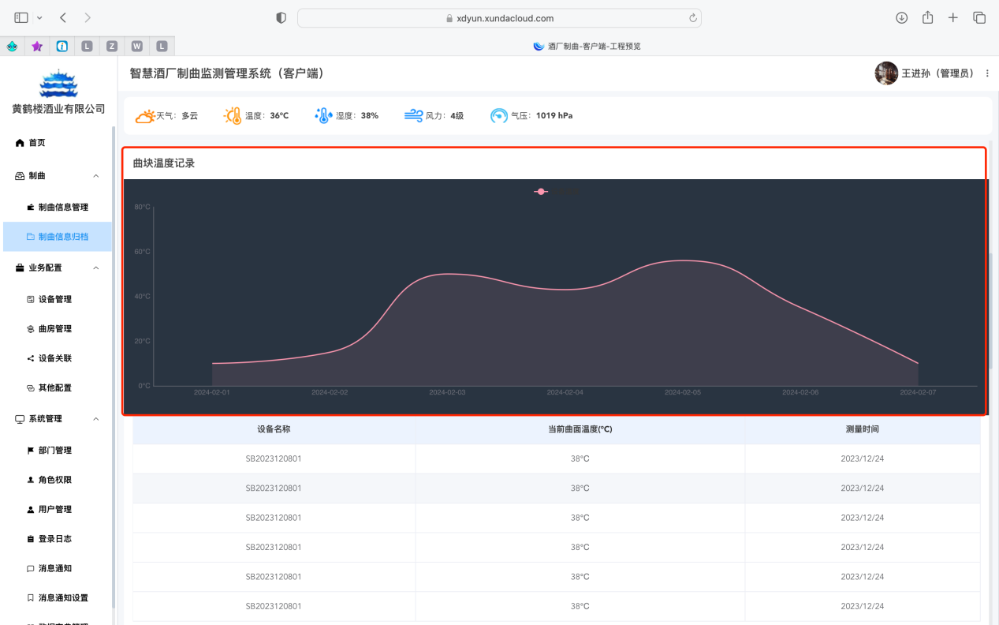 xdyun.xundacloud.com
L Z W L
酒厂制曲-客户端-工程预览
黄鹤楼酒业有限公司
智慧酒厂制曲监测管理系统（客户端）
王进孙（管理员）
天气： 多云
温度： 36℃
湿度： 38%
风力： 4级
气压： 1019 hPa
首页
制曲
制曲信息管理
制曲信息归档
业务配置
设备管理
曲房管理
设备关联
其他配置
系统管理
部门管理
角色权限
用户管理
登录日志
消息通知
消息通知设置
曲块温度记录
80°C
60°C
40°C
20°C
0°C
2024-02-01 2024-02-02 2024-02-03 2024-02-04 2024-02-05 2024-02-06 2024-02-07
设备名称 当前曲面温度(℃) 测量时间
SB2023120801 38℃ 2023/12/24
SB2023120801 38℃ 2023/12/24
SB2023120801 38℃ 2023/12/24
SB2023120801 38℃ 2023/12/24
SB2023120801 38℃ 2023/12/24
SB2023120801 38℃ 2023/12/24